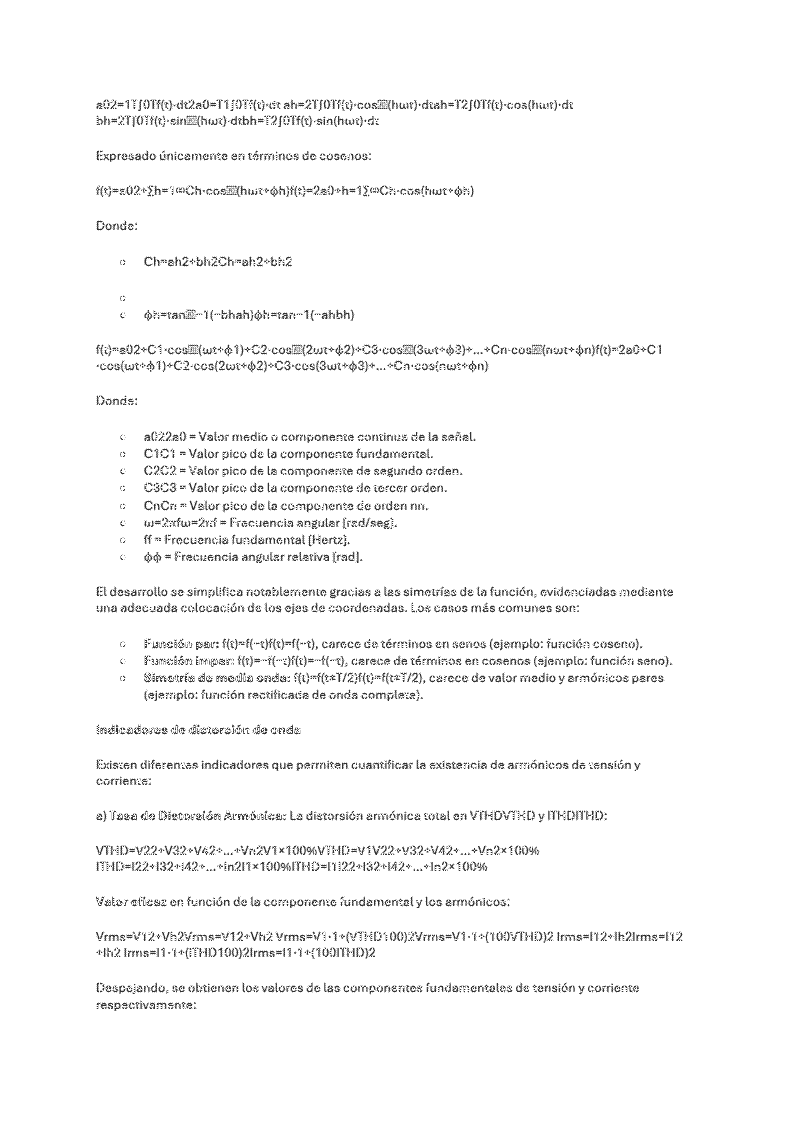 a02=1T∫0Tf(t)⋅dt2a0=T1∫0Tf(t)⋅dt ah=2T∫0Tf(t)⋅cos(hωt)⋅dtah=T2∫0Tf(t)⋅cos(hωt)⋅dt
bh=2T∫0Tf(t)⋅sin(hωt)⋅dtbh=T2∫0Tf(t)⋅sin(hωt)⋅dt
Expresado únicamente en términos de cosenos:
f(t)=a02+∑h=1∞Ch⋅cos(hωt+ϕh)f(t)=2a0+h=1∑∞Ch⋅cos(hωt+ϕh)
Donde:
○ Ch=ah2+bh2Ch=ah2+bh2
○
○ ϕh=tan−1(−bhah)ϕh=tan−1(−ahbh)
f(t)=a02+C1⋅cos(ωt+ϕ1)+C2⋅cos(2ωt+ϕ2)+C3⋅cos(3ωt+ϕ3)+…+Cn⋅cos(nωt+ϕn)f(t)=2a0+C1
⋅cos(ωt+ϕ1)+C2⋅cos(2ωt+ϕ2)+C3⋅cos(3ωt+ϕ3)+…+Cn⋅cos(nωt+ϕn)
Donde:
○ a022a0 = Valor medio o componente continua de la señal.
○ C1C1 = Valor pico de la componente fundamental.
○ C2C2 = Valor pico de la componente de segundo orden.
○ C3C3 = Valor pico de la componente de tercer orden.
○ CnCn = Valor pico de la componente de orden nn.
○ ω=2πfω=2πf = Frecuencia angular [rad/seg].
○ ff = Frecuencia fundamental [Hertz].
○ ϕϕ = Frecuencia angular relativa [rad].
El desarrollo se simplifica notablemente gracias a las simetrías de la función, evidenciadas mediante
una adecuada colocación de los ejes de coordenadas. Los casos más comunes son:
○ Función par: f(t)=f(−t)f(t)=f(−t), carece de términos en senos (ejemplo: función coseno).
○ Función impar: f(t)=−f(−t)f(t)=−f(−t), carece de términos en cosenos (ejemplo: función seno).
○ Simetría de media onda: f(t)=f(t±T/2)f(t)=f(t±T/2), carece de valor medio y armónicos pares
(ejemplo: función rectificada de onda completa).
Indicadores de distorsión de onda
Existen diferentes indicadores que permiten cuantificar la existencia de armónicos de tensión y
corriente:
a) Tasa de Distorsión Armónica: La distorsión armónica total en VTHDVTHD y ITHDITHD:
VTHD=V22+V32+V42+…+Vn2V1×100%VTHD=V1V22+V32+V42+…+Vn2×100%
ITHD=I22+I32+I42+…+In2I1×100%ITHD=I1I22+I32+I42+…+In2×100%
Valor eficaz en función de la componente fundamental y los armónicos:
Vrms=V12+Vh2Vrms=V12+Vh2 Vrms=V1⋅1+(VTHD100)2Vrms=V1⋅1+(100VTHD)2 Irms=I12+Ih2Irms=I12
+Ih2 Irms=I1⋅1+(ITHD100)2Irms=I1⋅1+(100ITHD)2
Despejando, se obtienen los valores de las componentes fundamentales de tensión y corriente
respectivamente: